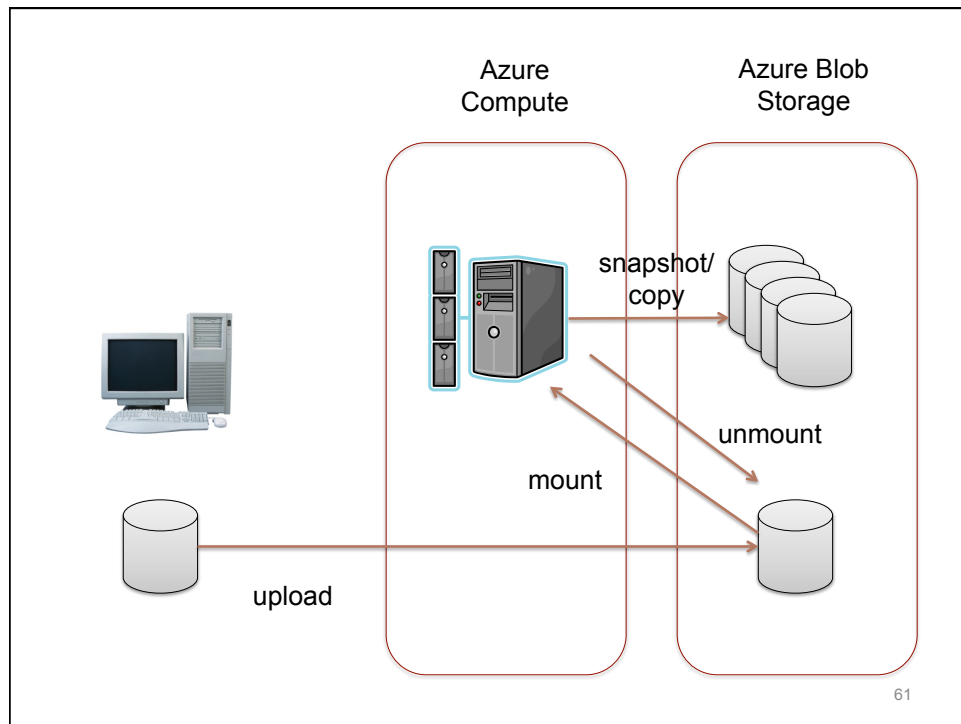 Azure
Compute
Azure Blob
Storage
snapshot/
copy
unmount
mount
upload
61